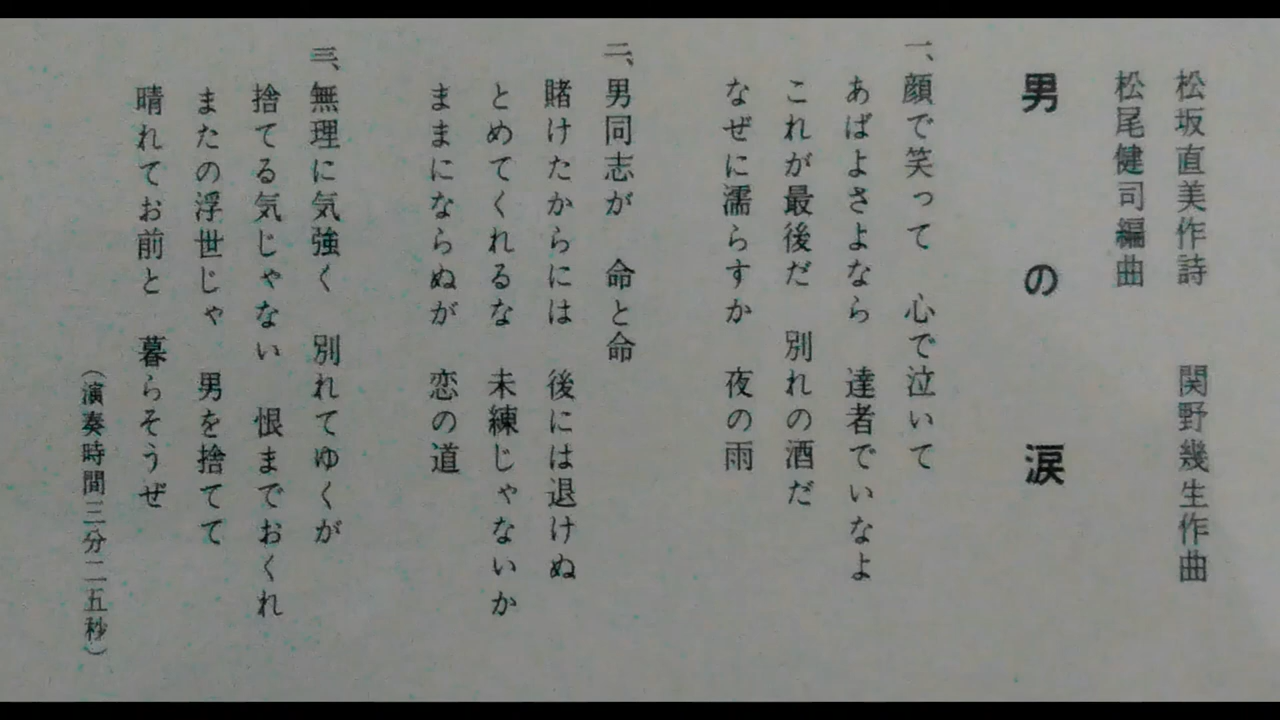 松坂直美作詩　関野幾生作曲
松尾健司編曲
男の涙
一、顔で笑って　心で泣いて
あばよさよなら　達者でいなよ
これが最後だ　別れの酒だ
なぜに濡らすか　夜の雨
二、男同志が　命と命
賭けたからには　後には退けぬ
とめてくれるな　未練じゃないか
ままにならぬが　恋の道
三、無理に気強く　別れてゆくが
捨てる気じゃない　恨までおくれ
またの浮世じゃ　男を捨てて
晴れてお前と　暮らそうぜ
（演奏時間三分二五秒）